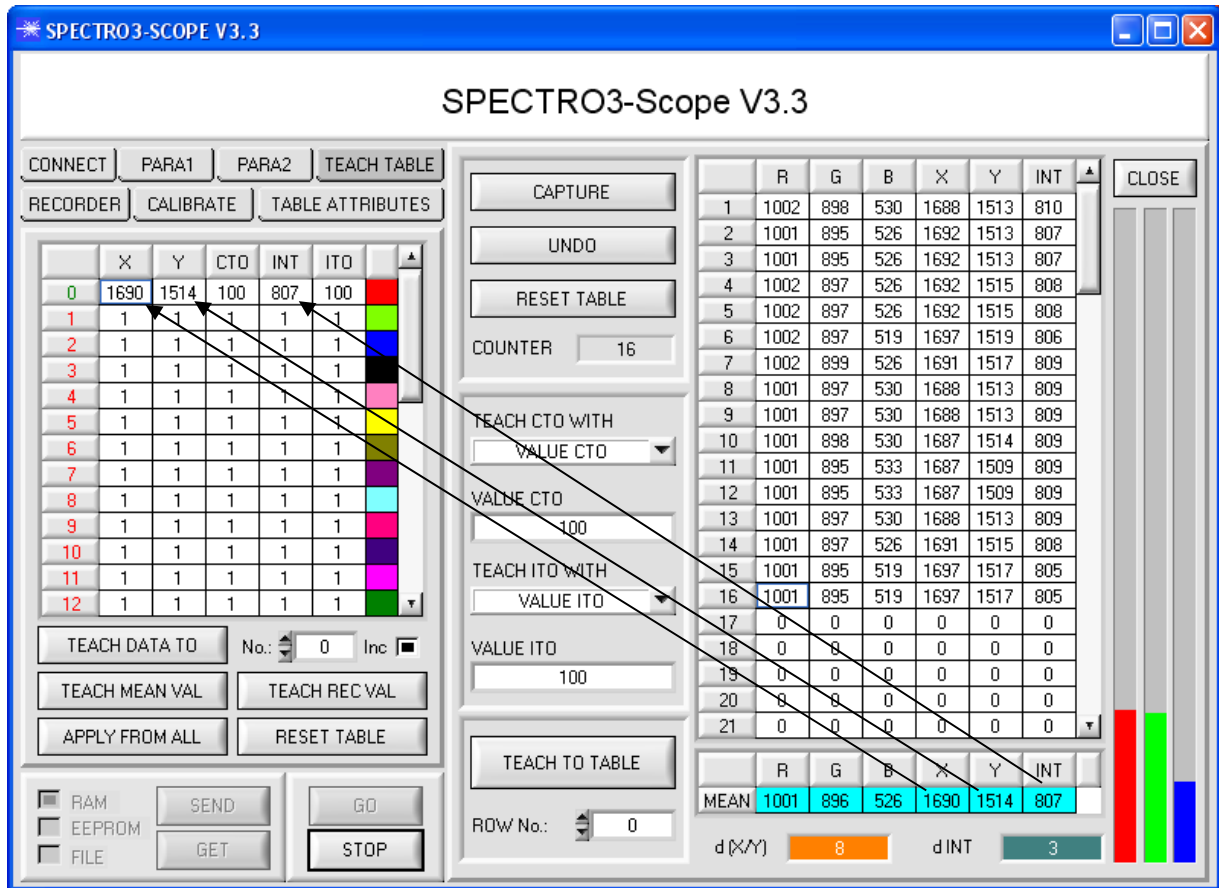 SPECTRO3-SCOPE V3.3
SPECTRO3-Scope V3.3
CONNECT PARA1 PARA2 TEACH TABLE
RECORDER CALIBRATE TABLE ATTRIBUTES
X Y CTO INT ITO
0 1690 1514 100 807 100
1 1 1 1 1 1
2 1 1 1 1 1
3 1 1 1 1 1
4 1 1 1 1 1
5 1 1 1 1 1
6 1 1 1 1 1
7 1 1 1 1 1
8 1 1 1 1 1
9 1 1 1 1 1
10 1 1 1 1 1
11 1 1 1 1 1
12 1 1 1 1 1
TEACH DATA TO No.: 0 Inc
TEACH MEAN VAL TEACH REC VAL
APPLY FROM ALL RESET TABLE
RAM SEND
EEPROM
FILE GET
GO
STOP
CAPTURE
UNDO
RESET TABLE
COUNTER 16
TEACH CTO WITH
VALUE CTO
VALUE CTO
100
TEACH ITO WITH
VALUE ITO
VALUE ITO
100
TEACH TO TABLE
ROW No.: 0
R G B X Y INT
1 1002 898 530 1688 1513 810
2 1001 895 526 1692 1513 807
3 1001 895 526 1692 1513 807
4 1002 897 526 1692 1515 808
5 1002 897 526 1692 1515 808
6 1002 897 519 1697 1519 806
7 1002 899 526 1691 1517 809
8 1001 897 530 1688 1513 809
9 1001 897 530 1688 1513 809
10 1001 898 530 1687 1514 809
11 1001 895 533 1687 1509 809
12 1001 895 533 1687 1509 809
13 1001 897 530 1688 1513 809
14 1001 897 526 1691 1515 808
15 1001 895 519 1697 1517 805
16 1001 895 519 1697 1517 805
17 0 0 0 0 0 0
18 0 0 0 0 0 0
19 0 0 0 0 0 0
20 0 0 0 0 0 0
21 0 0 0 0 0 0
R G B X Y INT
MEAN 1001 896 526 1690 1514 807
d (X/Y) 8 d INT 3
CLOSE